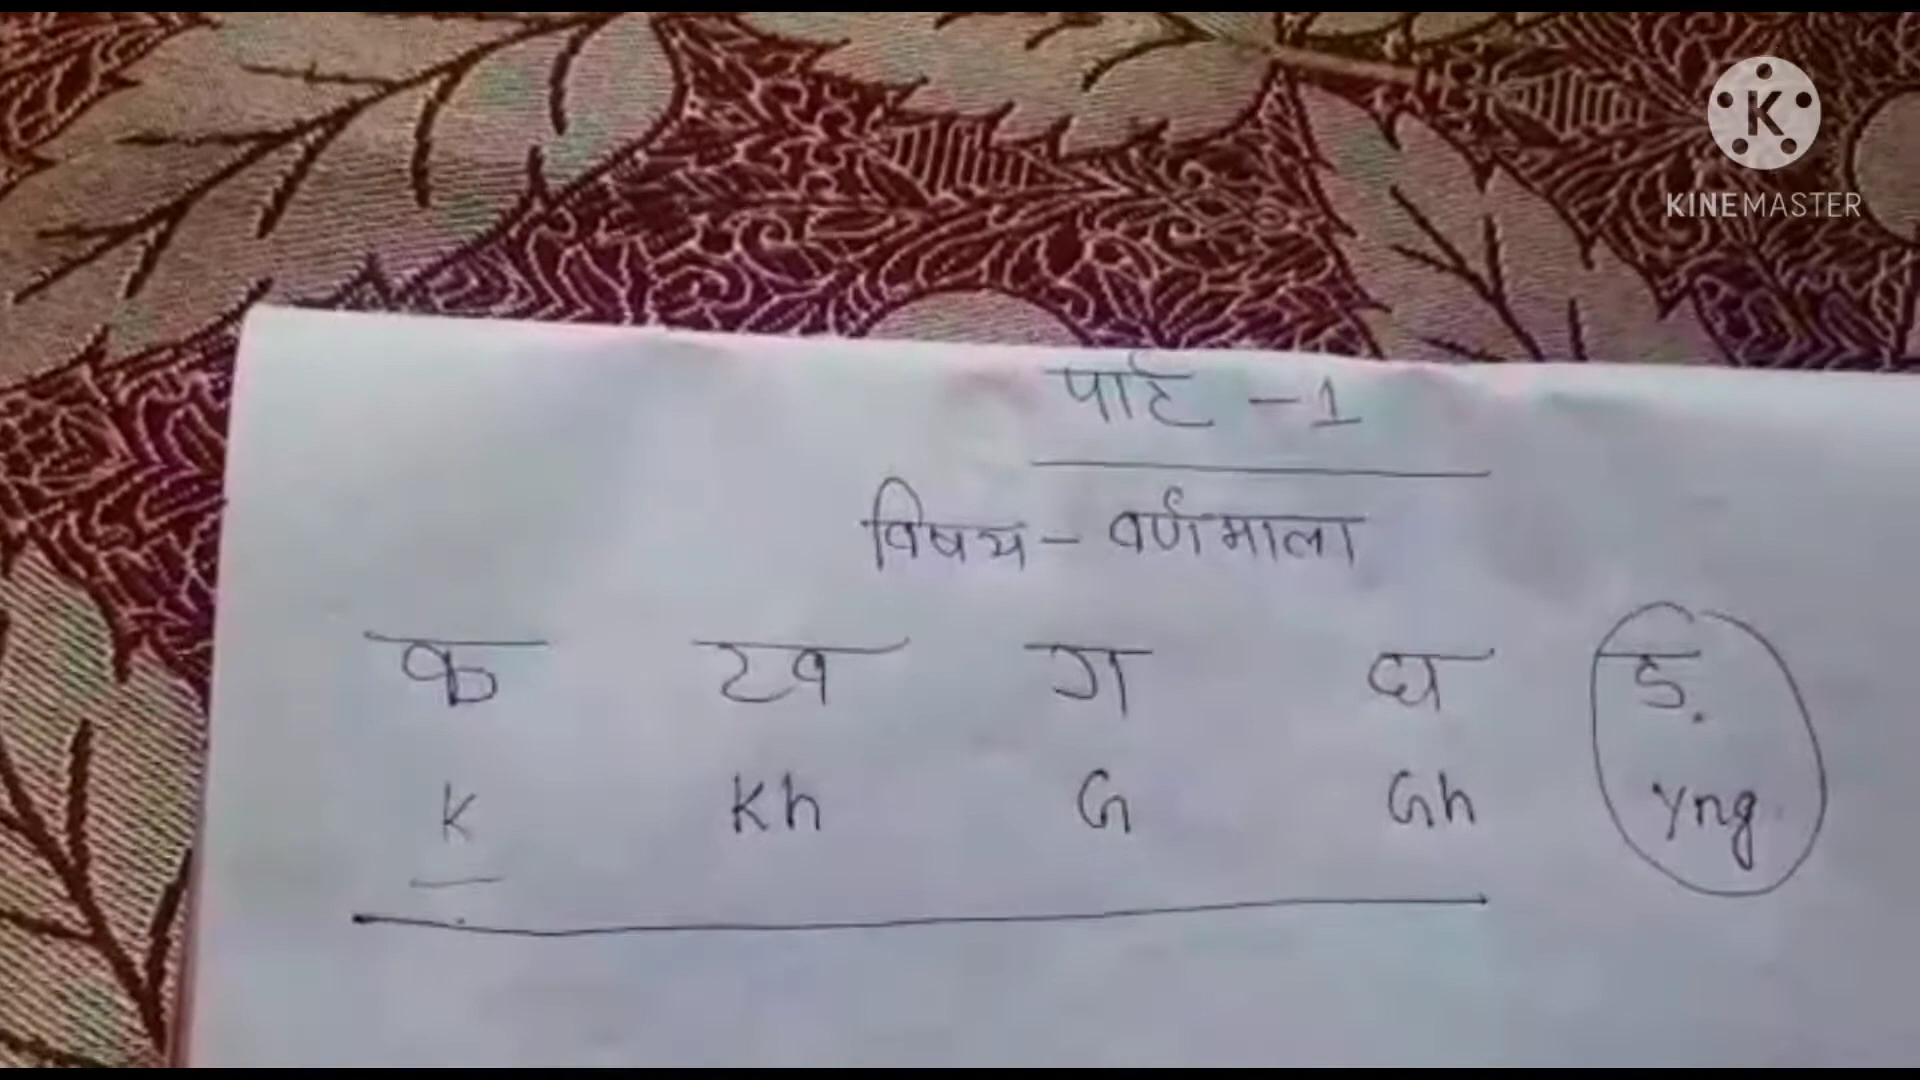 K
KINEMASTER
पार्ट -1
विषय - वर्णमाला
क ख ग घ ङ
K Kh G Gh Yng